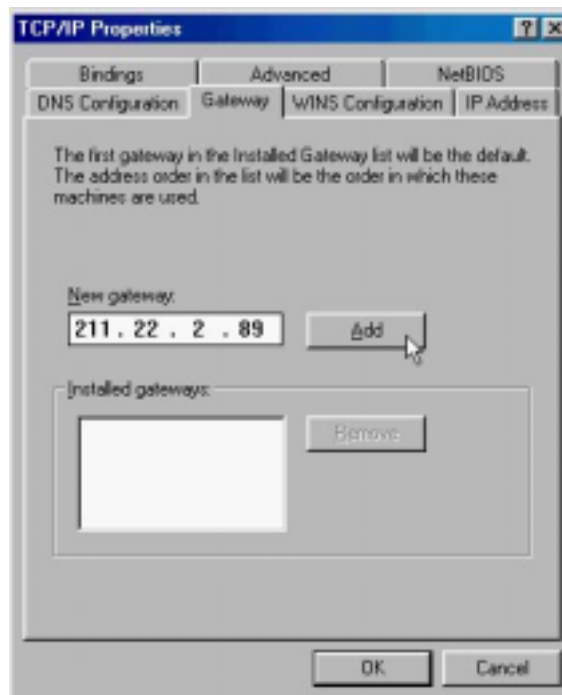 TCP/IP Properties
Bindings
Advanced
NetBIOS
DNS Configuration
Gateway
WINS Configuration
IP Address
The first gateway in the Installed Gateway list will be the default.
The address order in the list will be the order in which these
machines are used.
New gateway:
211 . 22 . 2 . 89
Add
Installed gateways:
Remove
OK
Cancel